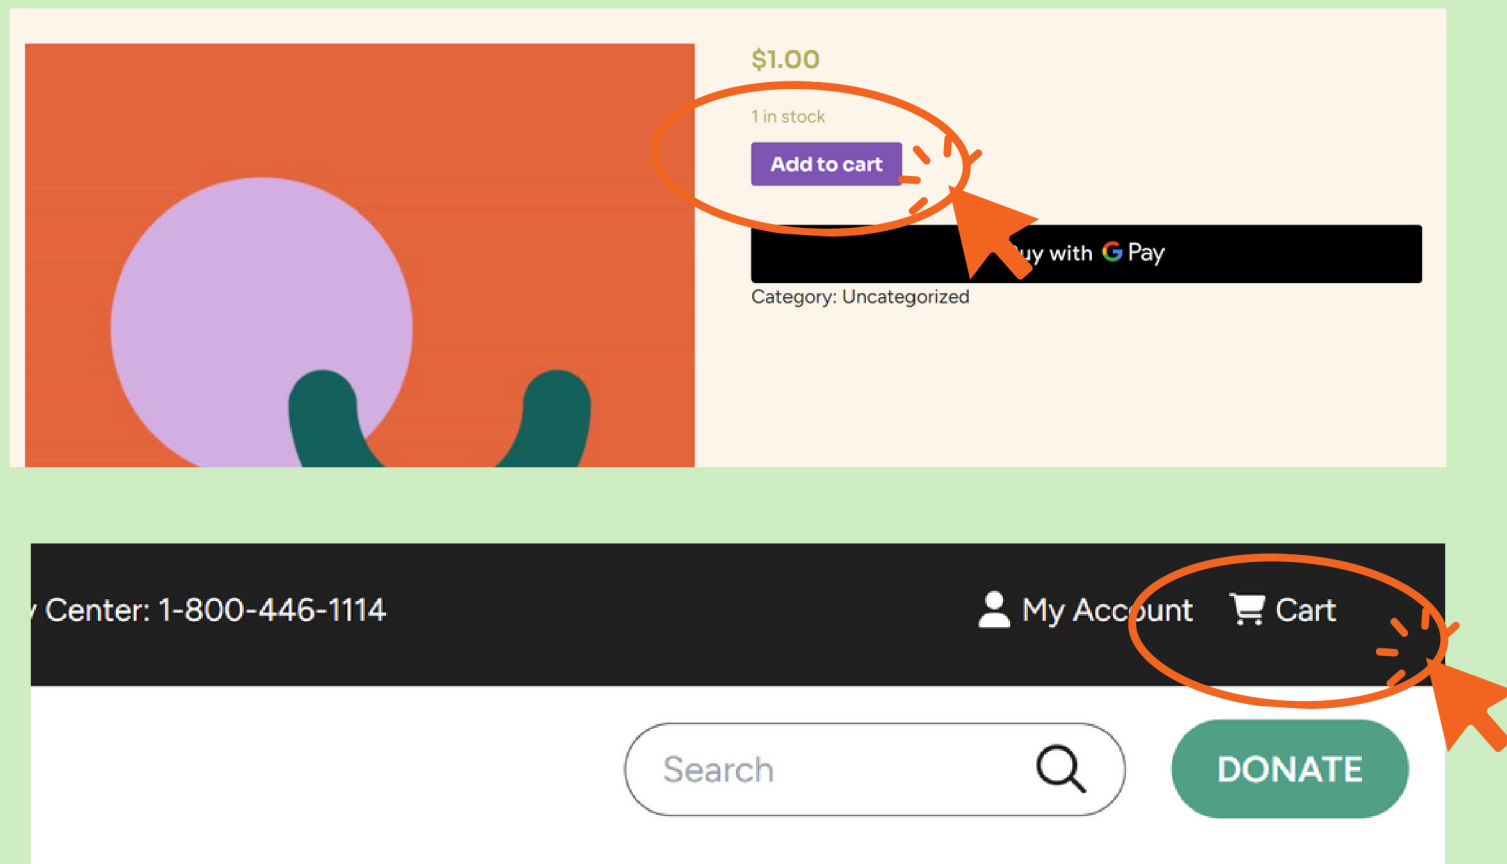 $1.00
1 in stock
Add to cart
uy with G Pay
Category: Uncategorized
Center: 1-800-446-1114
My Account
Cart
Search
DONATE